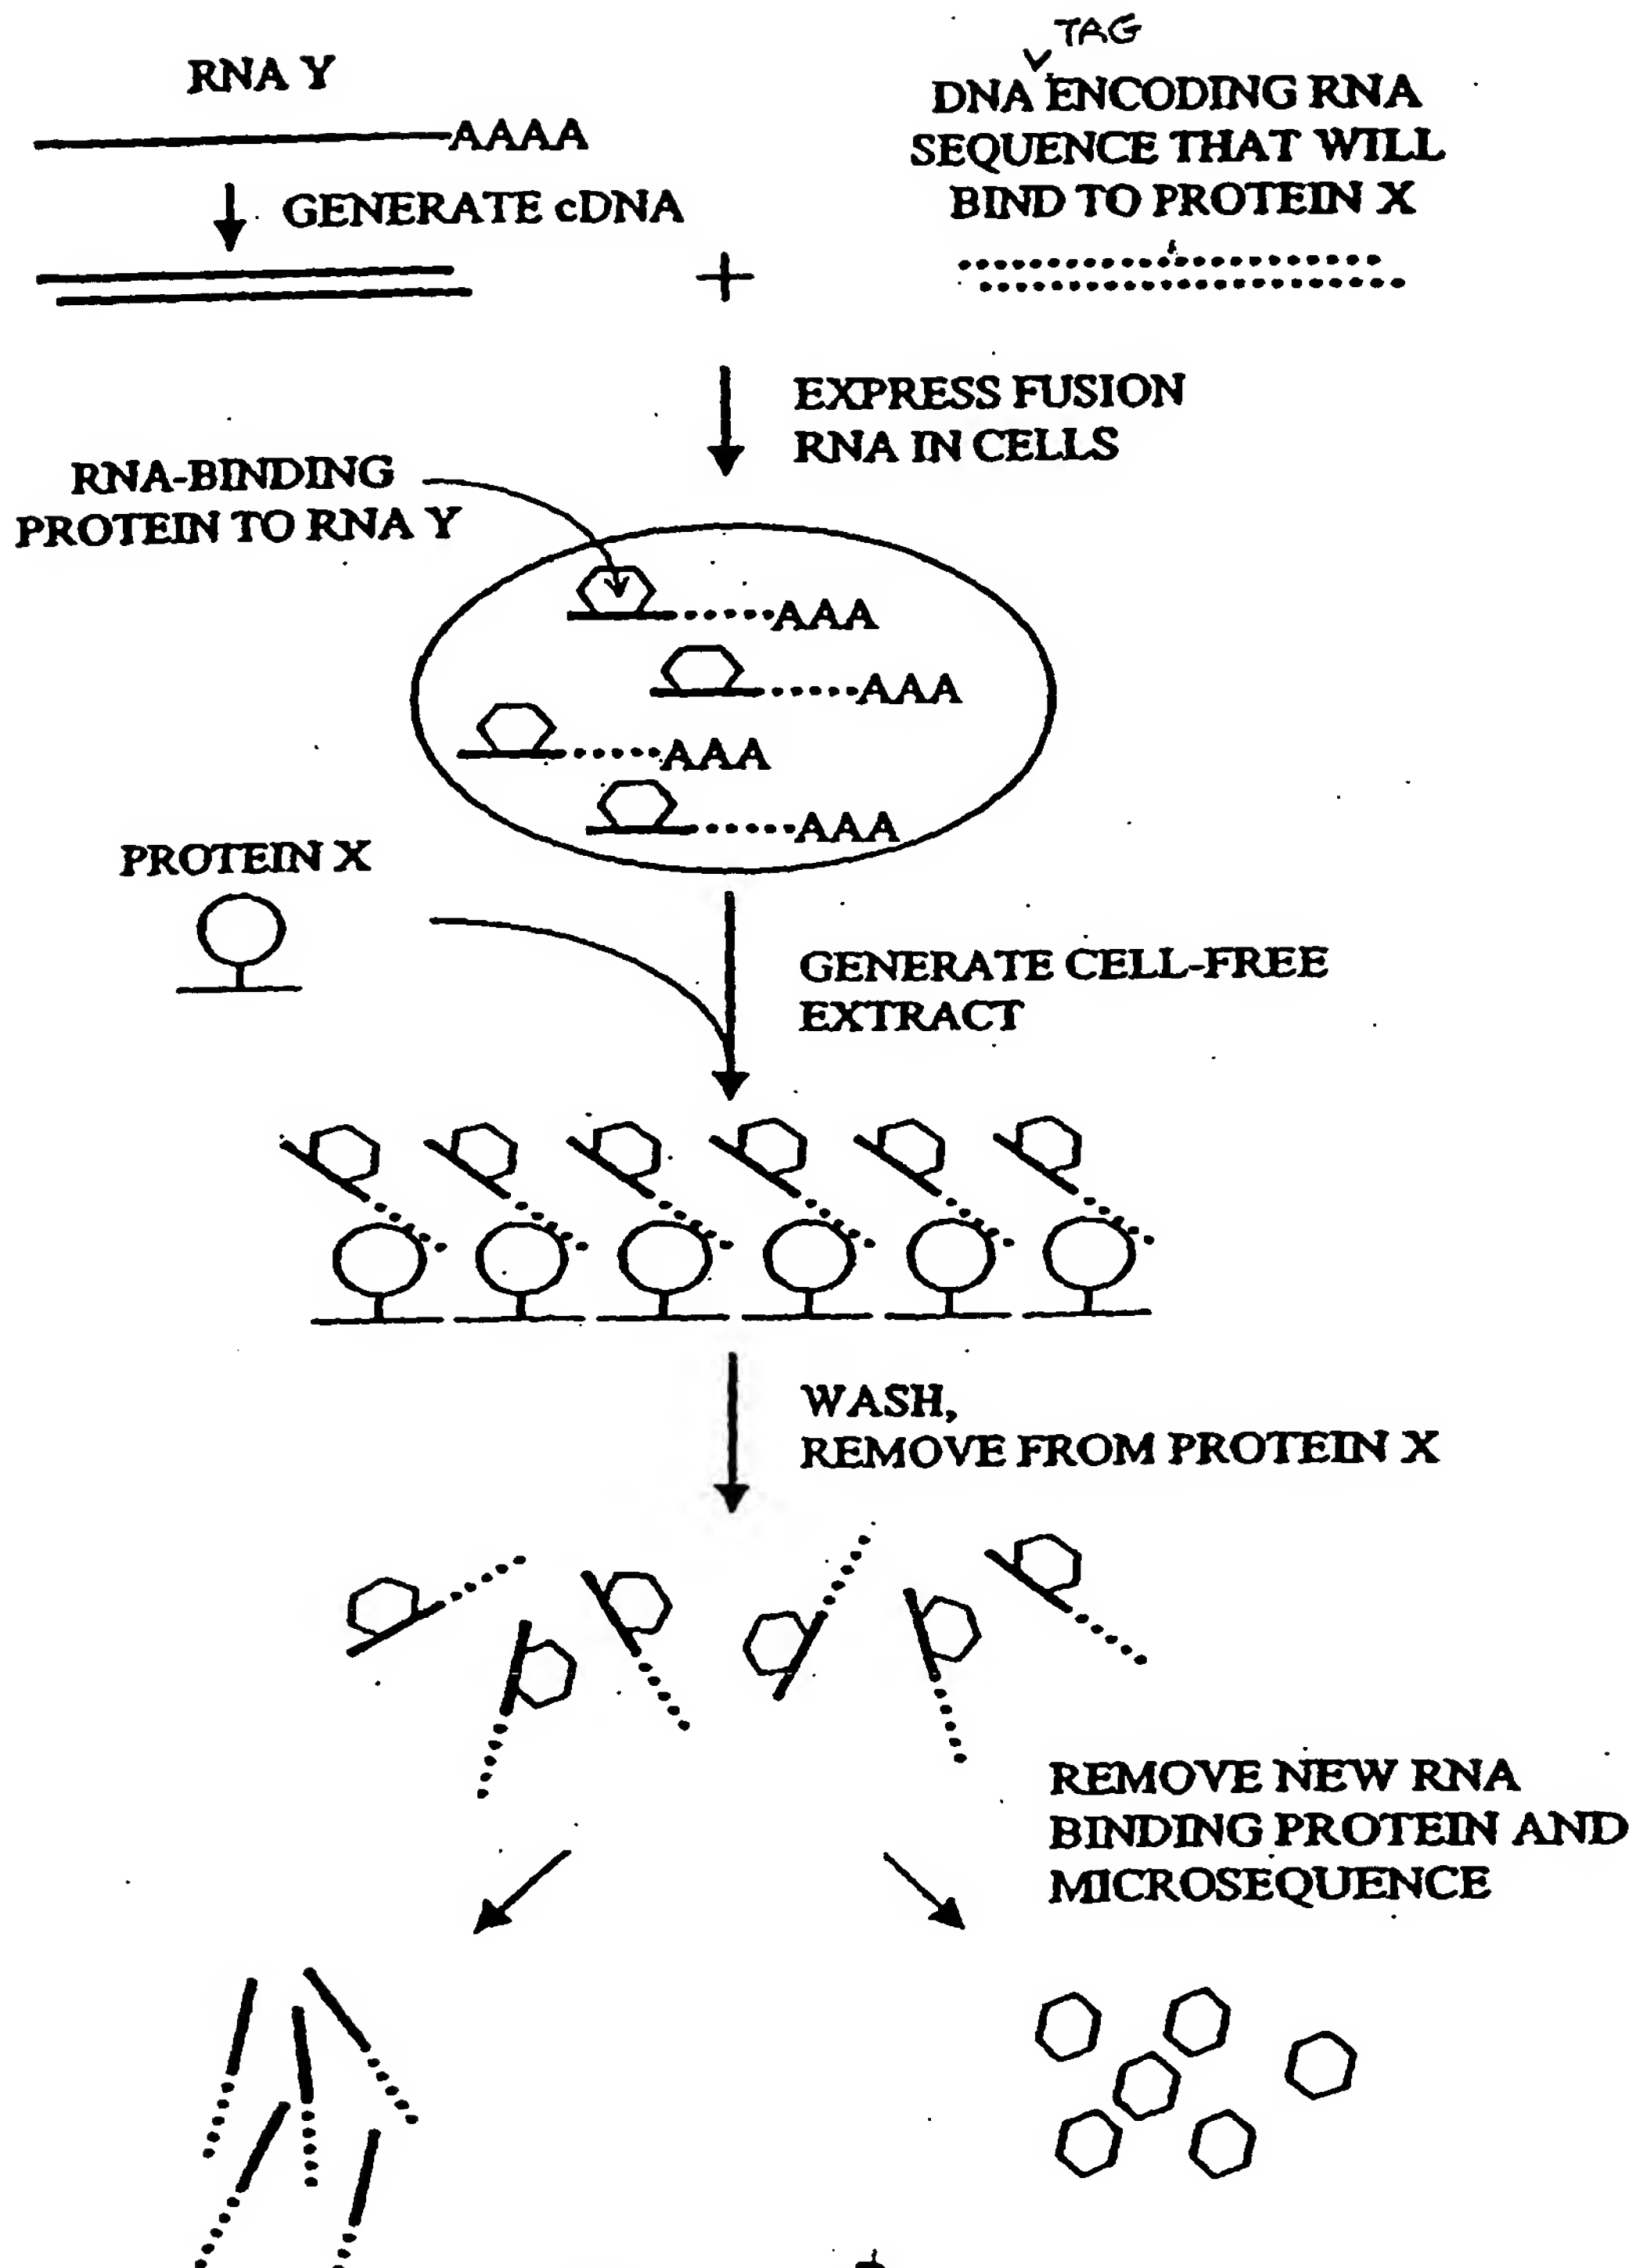 RNA Y
AAAA
GENERATE cDNA
TAG
DNA ENCODING RNA
SEQUENCE THAT WILL
BIND TO PROTEIN X
+
EXPRESS FUSION
RNA IN CELLS
RNA-BINDING
PROTEIN TO RNA Y
AAA
AAA
AAA
AAA
PROTEIN X
GENERATE CELL-FREE
EXTRACT
WASH,
REMOVE FROM PROTEIN X
REMOVE NEW RNA
BINDING PROTEIN AND
MICROSEQUENCE